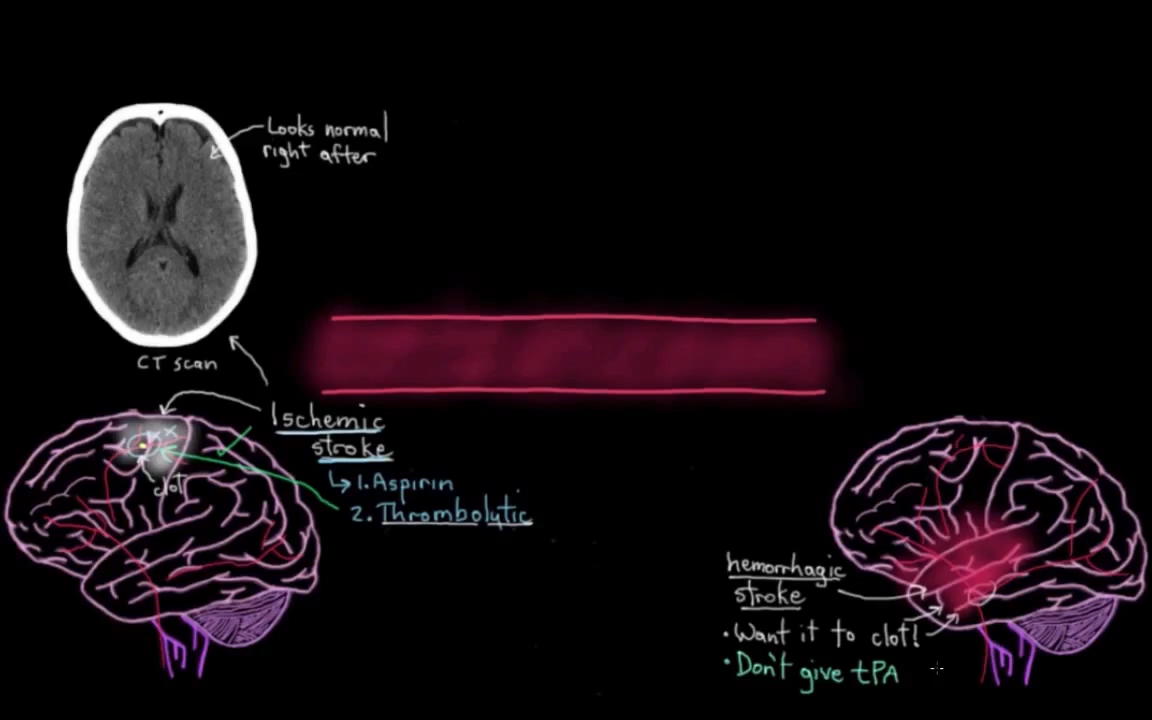 Looks normal
right after
CT scan
Ischemic
stroke
clot
1. Aspirin
2. Thrombolytic
hemorrhagic
stroke
• Want it to clot!
• Don't give tPA